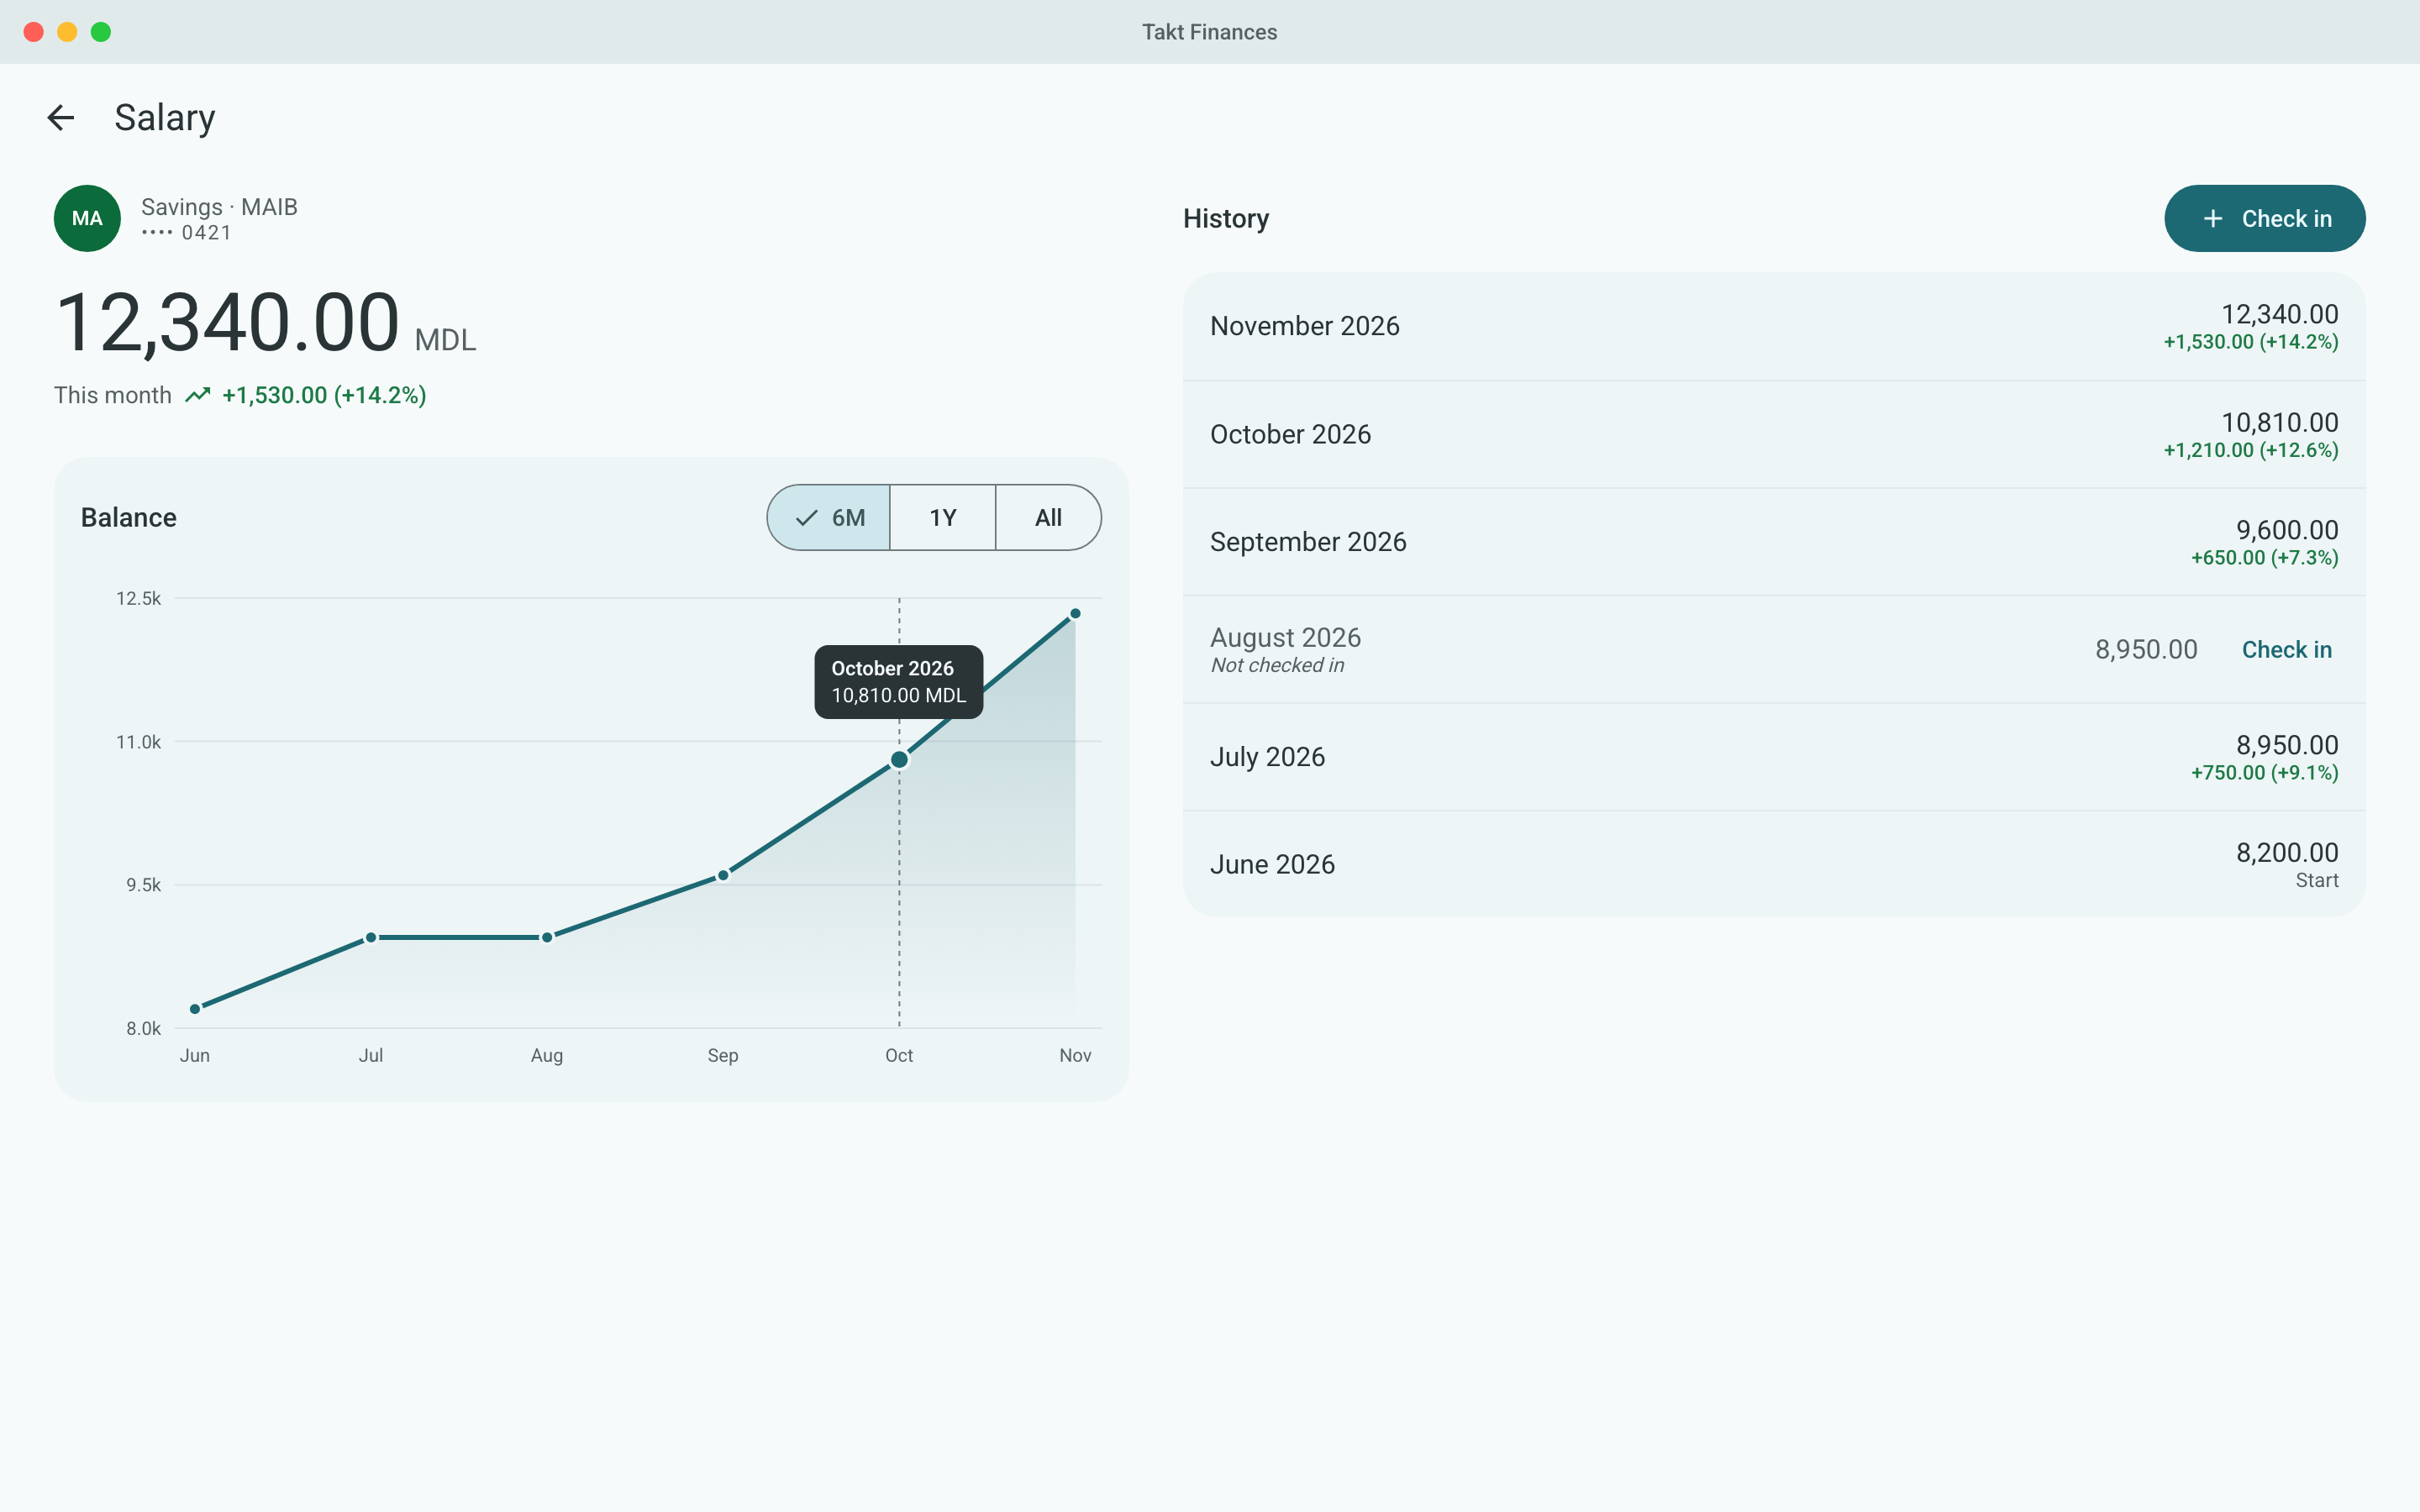 Takt Finances
Salary
MA
Savings · MAIB
•••• 0421
12,340.00 MDL
This month +1,530.00 (+14.2%)
Balance
6M
1Y
All
12.5k
11.0k
9.5k
8.0k
October 2026
10,810.00 MDL
Jun
Jul
Aug
Sep
Oct
Nov
History
+ Check in
November 2026
12,340.00
+1,530.00 (+14.2%)
October 2026
10,810.00
+1,210.00 (+12.6%)
September 2026
9,600.00
+650.00 (+7.3%)
August 2026
Not checked in
8,950.00
Check in
July 2026
8,950.00
+750.00 (+9.1%)
June 2026
8,200.00
Start